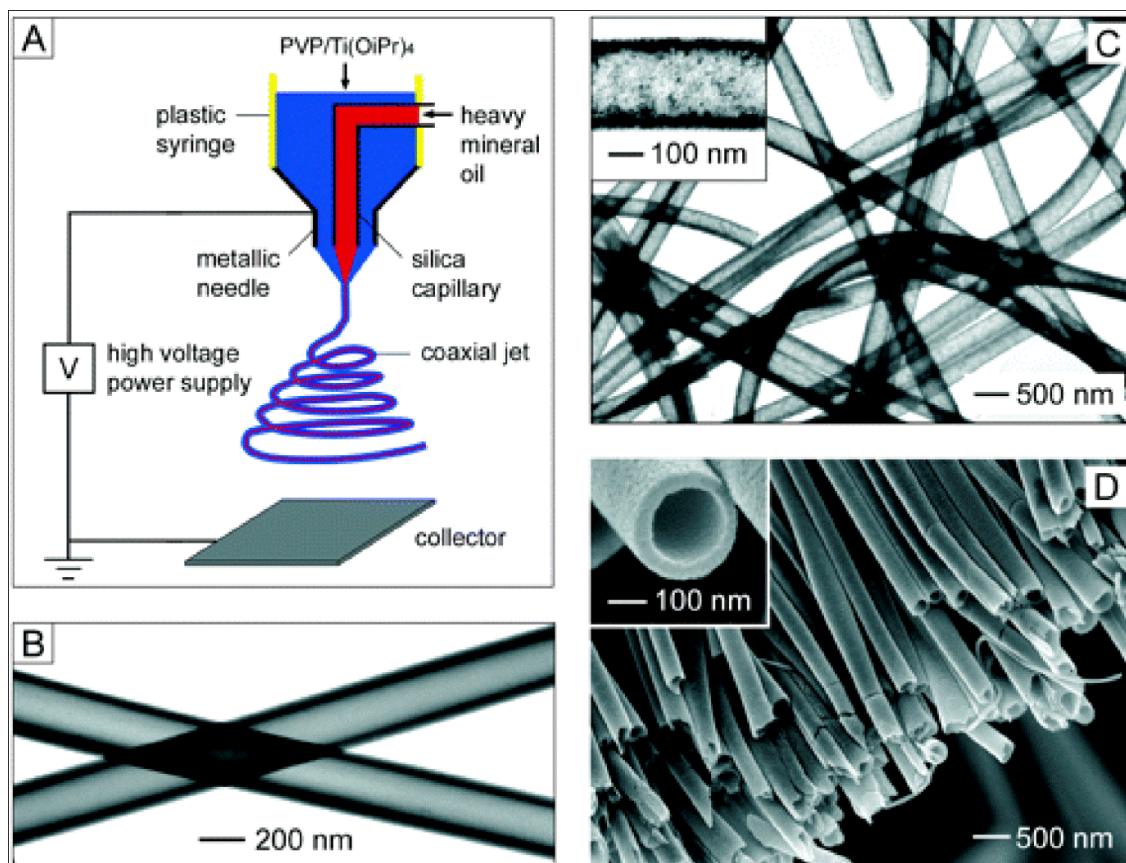 A
PVP/Ti(OiPr)₄
plastic
syringe
heavy
mineral
oil
metallic
needle
silica
capillary
V
high voltage
power supply
coaxial jet
collector
B
200 nm
C
100 nm
500 nm
D
100 nm
500 nm